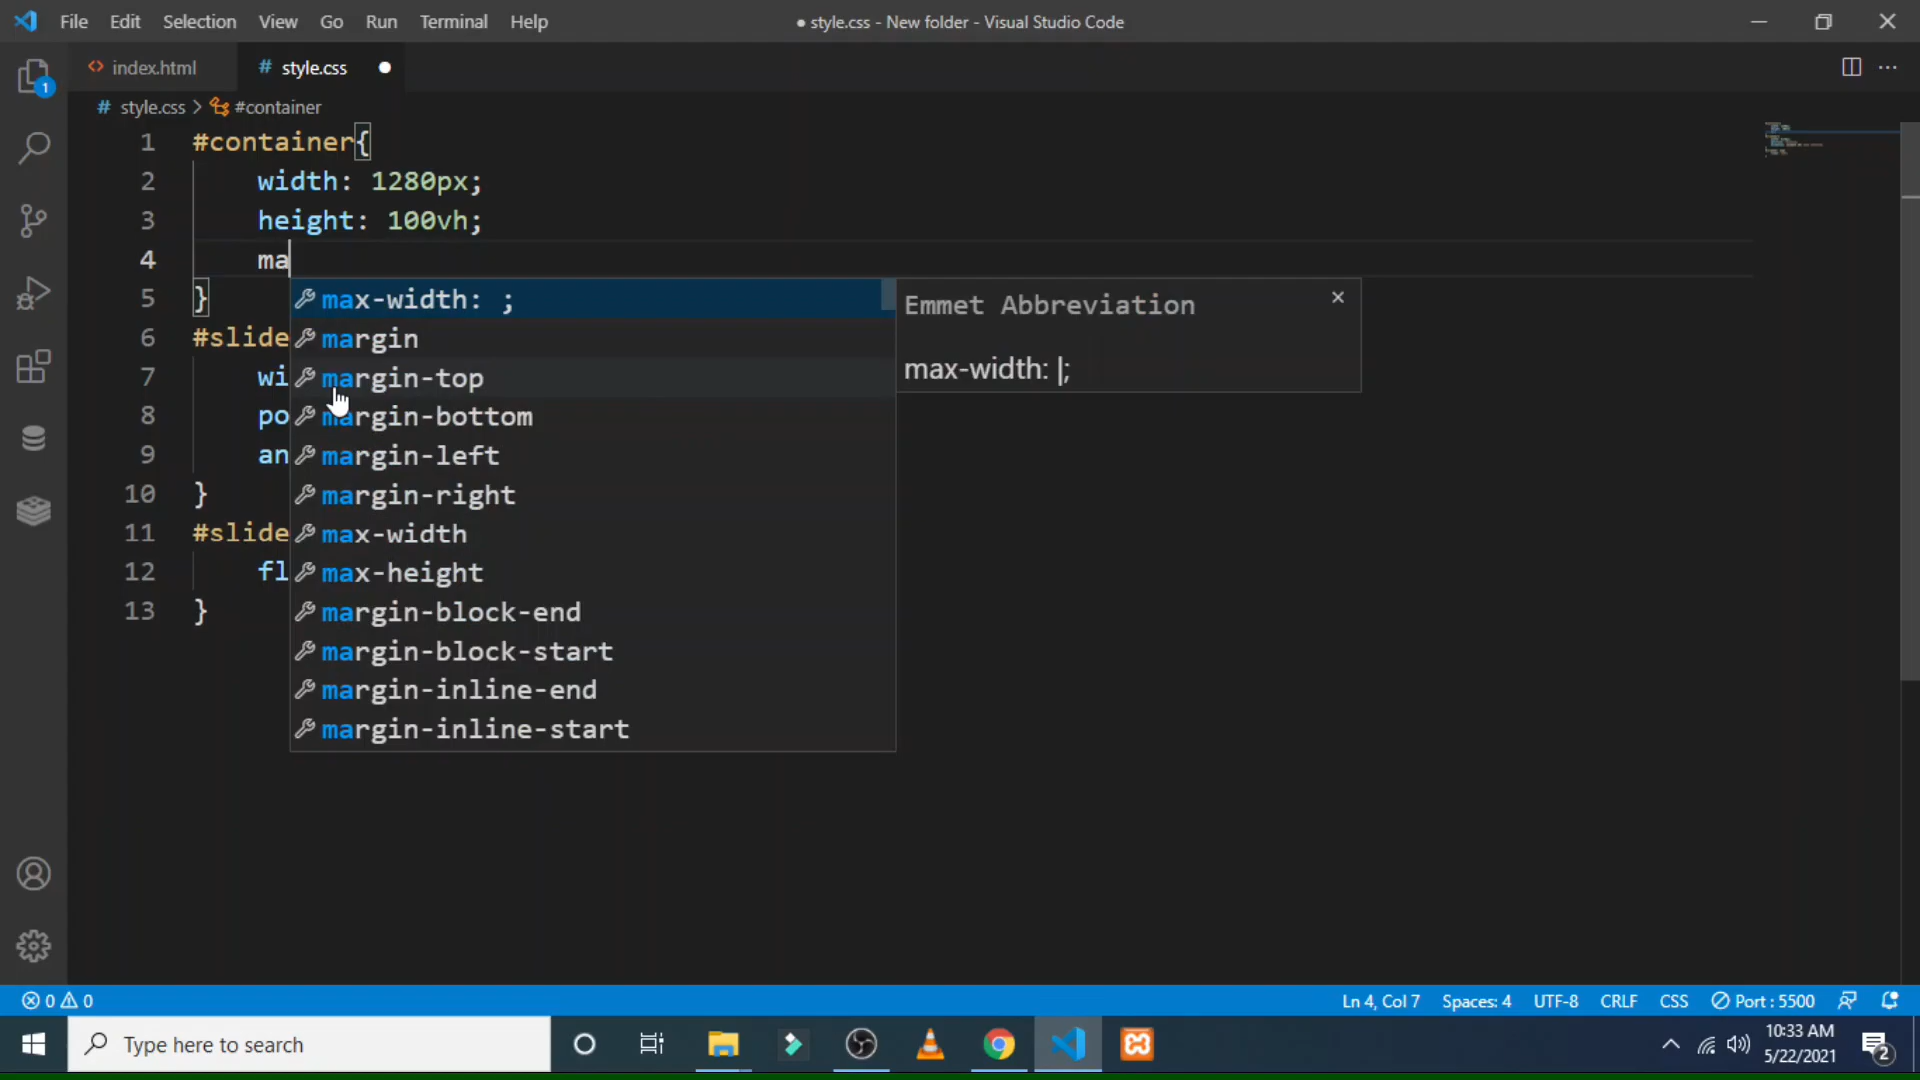 File Edit Selection View Go Run Terminal Help
● style.css - New folder - Visual Studio Code
index.html
# style.css ●
# style.css > #container
1 #container{
2 width: 1280px;
3 height: 100vh;
4 ma
5 }
6 #slide
7 wi
8 po
9 an
10 }
11 #slide
12 fl
13 }
max-width: ;
margin
margin-top
margin-bottom
margin-left
margin-right
max-width
max-height
margin-block-end
margin-block-start
margin-inline-end
margin-inline-start
Emmet Abbreviation
max-width: |;
1
0 0
Ln 4, Col 7 Spaces: 4 UTF-8 CRLF CSS Port : 5500
Type here to search
10:33 AM
5/22/2021
2